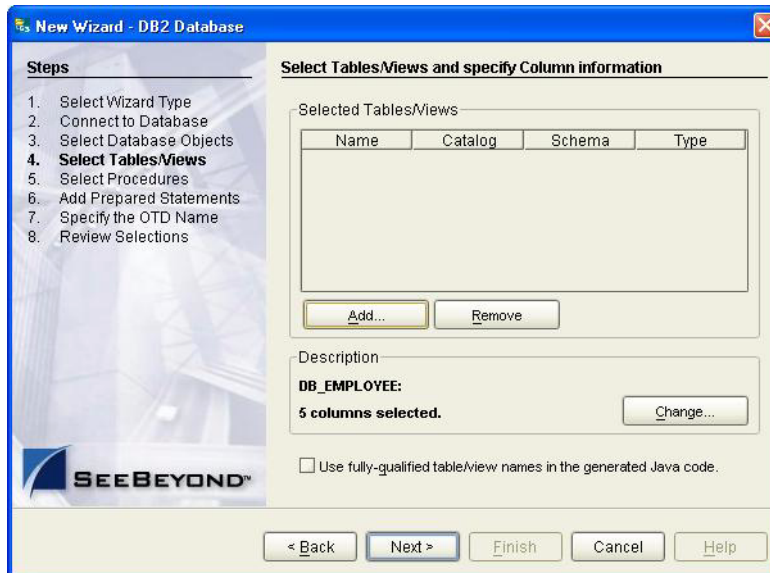 New Wizard - DB2 Database
Steps
1. Select Wizard Type
2. Connect to Database
3. Select Database Objects
4. Select Tables/Views
5. Select Procedures
6. Add Prepared Statements
7. Specify the OTD Name
8. Review Selections
SEEBEYOND™
Select Tables/Views and specify Column information
Selected Tables/Views
Name Catalog Schema Type
Add... Remove
Description
DB_EMPLOYEE:
5 columns selected.
Change...
Use fully-qualified table/view names in the generated Java code.
< Back Next > Finish Cancel Help